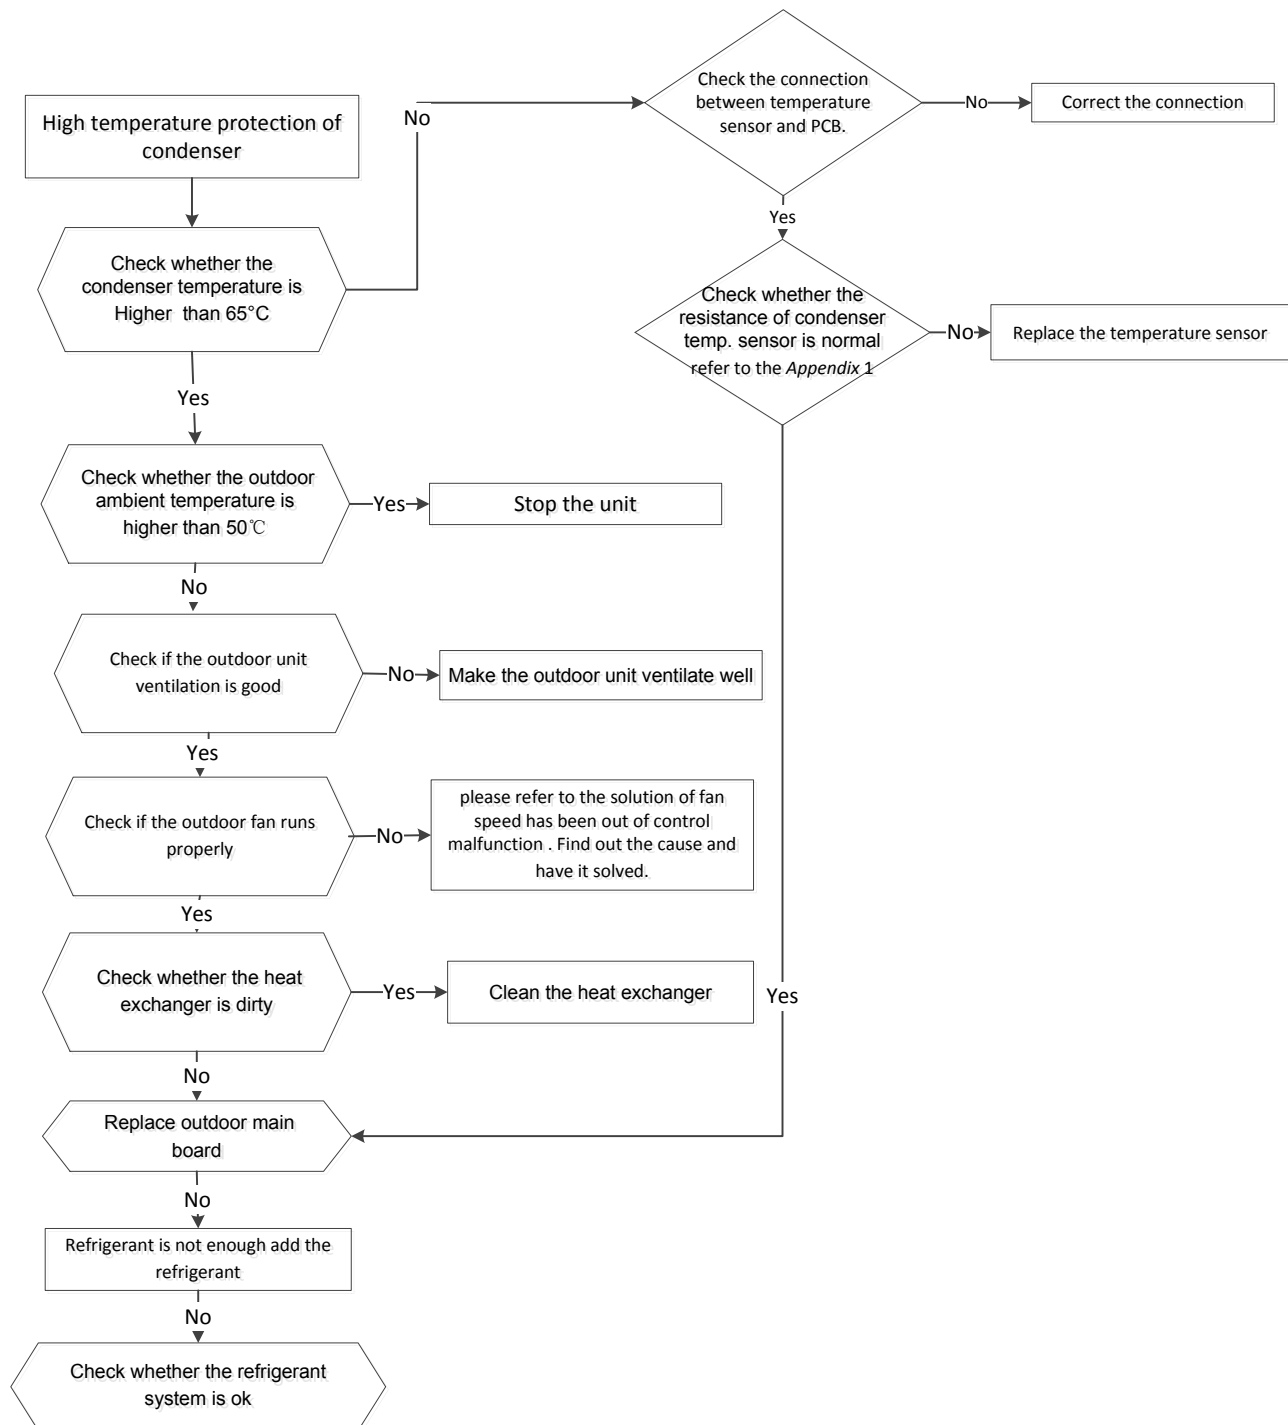 High temperature protection of
condenser
No
Check the connection
between temperature
sensor and PCB.
No
Correct the connection
Yes
Check whether the
condenser temperature is
Higher  than 65°C
Check whether the
resistance of condenser
temp. sensor is normal
refer to the Appendix 1
No
Replace the temperature sensor
Yes
Check whether the outdoor
ambient temperature is
higher than 50℃
Yes
Stop the unit
No
Check if the outdoor unit
ventilation is good
No
Make the outdoor unit ventilate well
Yes
Check if the outdoor fan runs
properly
No
please refer to the solution of fan
speed has been out of control
malfunction . Find out the cause and
have it solved.
Yes
Check whether the heat
exchanger is dirty
Yes
Clean the heat exchanger
Yes
No
Replace outdoor main
board
No
Refrigerant is not enough add the
refrigerant
No
Check whether the refrigerant
system is ok